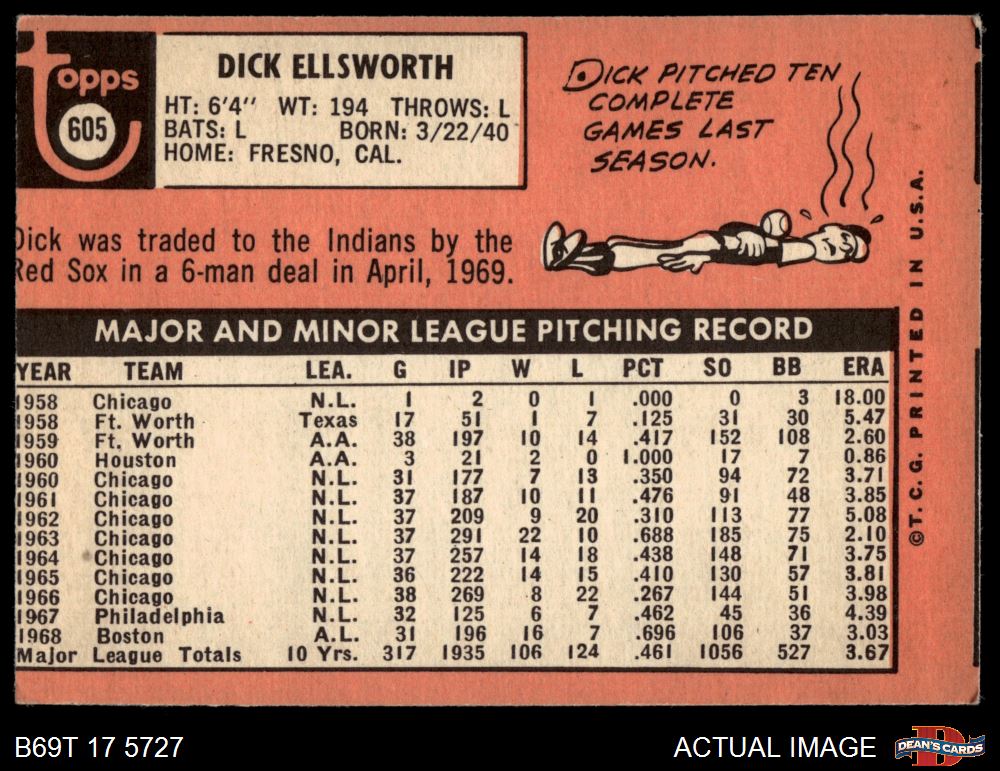 Topps
605
DICK ELLSWORTH
HT: 6'4" WT: 194 THROWS: L
BATS: L BORN: 3/22/40
HOME: FRESNO, CAL.
DICK PITCHED TEN
COMPLETE
GAMES LAST
SEASON.
Dick was traded to the Indians by the
Red Sox in a 6-man deal in April, 1969.
MAJOR AND MINOR LEAGUE PITCHING RECORD
YEAR TEAM LEA. G IP W L PCT SO BB ERA
1958 Chicago N.L. 1 2 0 1 .000 0 3 18.00
1958 Ft. Worth Texas 17 51 1 7 .125 31 30 5.47
1959 Ft. Worth A.A. 38 197 10 14 .417 152 108 2.60
1960 Houston A.A. 3 21 2 0 1.000 17 7 0.86
1960 Chicago N.L. 31 177 7 13 .350 94 72 3.71
1961 Chicago N.L. 37 187 10 11 .476 91 48 3.85
1962 Chicago N.L. 37 209 9 20 .310 113 77 5.08
1963 Chicago N.L. 37 291 22 10 .688 185 75 2.10
1964 Chicago N.L. 37 257 14 18 .438 148 71 3.75
1965 Chicago N.L. 36 222 14 15 .410 130 57 3.81
1966 Chicago N.L. 38 269 8 22 .267 144 51 3.98
1967 Philadelphia N.L. 32 125 6 7 .462 45 36 4.39
1968 Boston A.L. 31 196 16 7 .696 106 37 3.03
Major League Totals 10 Yrs. 317 1935 106 124 .461 1056 527 3.67
© T. C. G. PRINTED IN U.S.A.
B69T 17 5727
ACTUAL IMAGE
D
DEAN'S CARDS